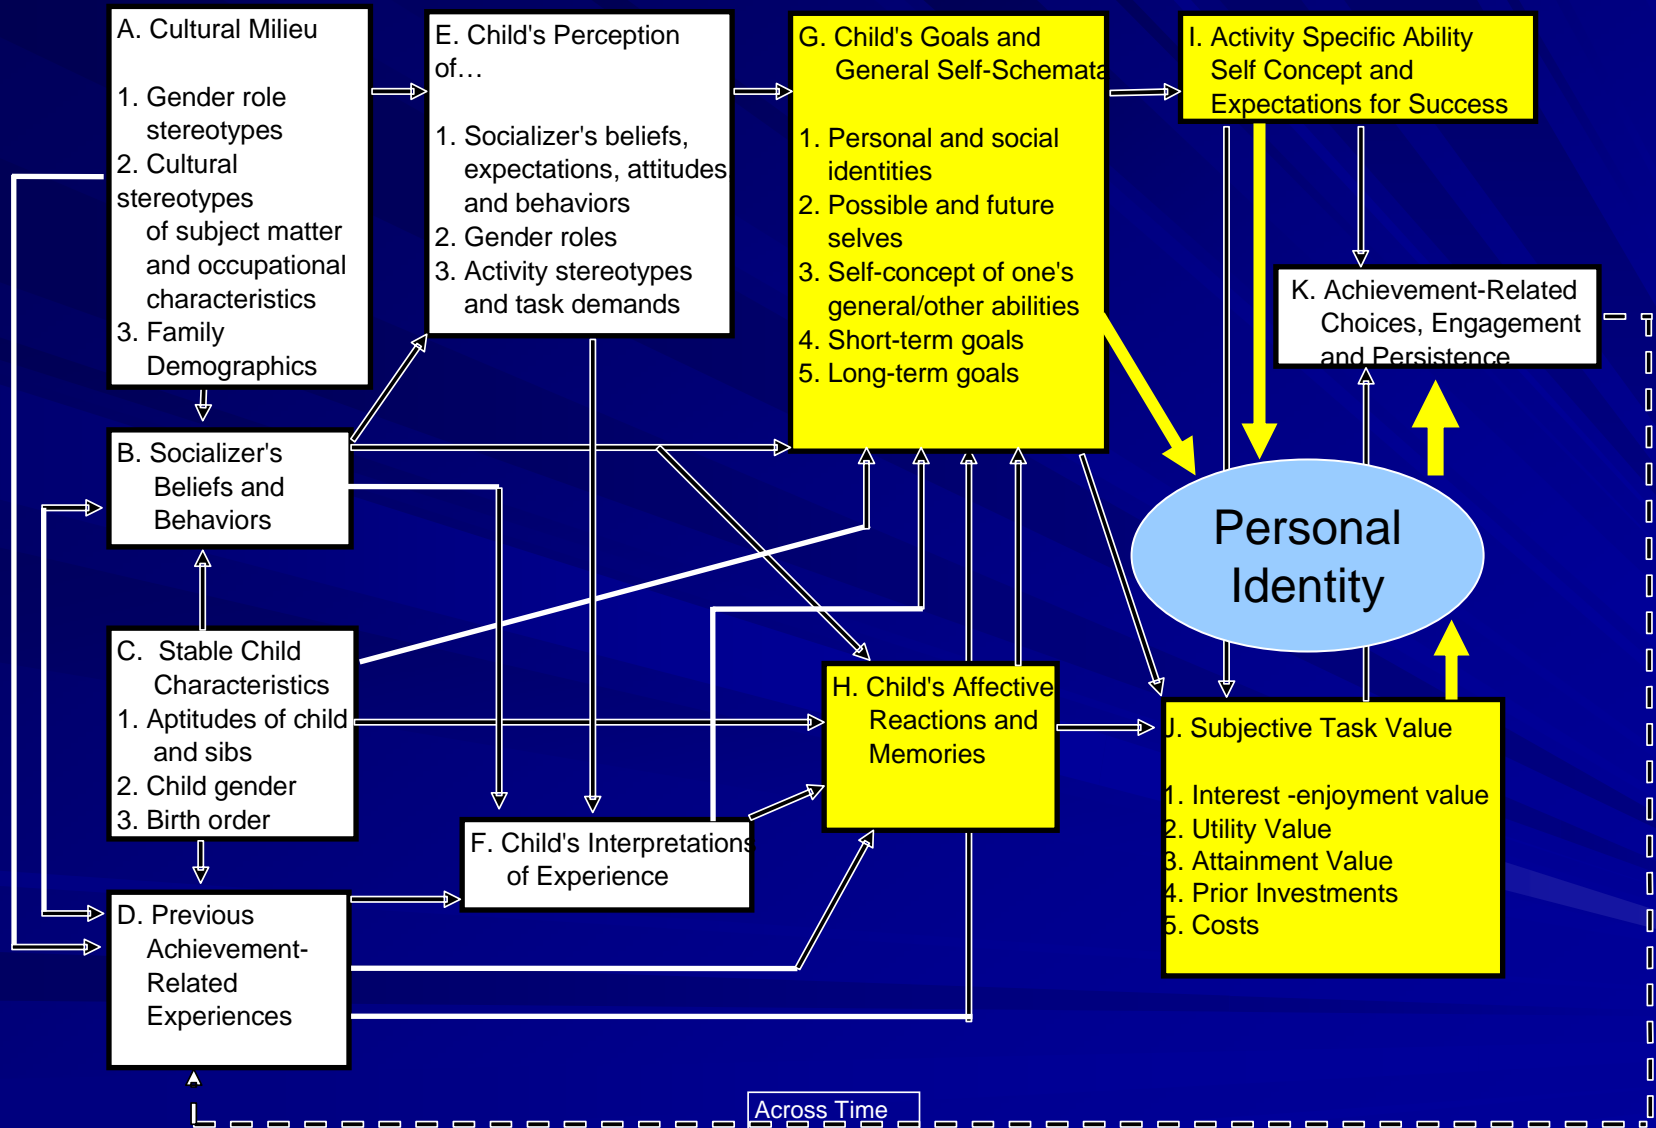 A. Cultural Milieu
1. Gender role
stereotypes
2. Cultural
stereotypes
of subject matter
and occupational
characteristics
3. Family
Demographics
B. Socializer's
Beliefs and
Behaviors
C. Stable Child
Characteristics
1. Aptitudes of child
and sibs
2. Child gender
3. Birth order
D. Previous
Achievement-
Related
Experiences
E. Child's Perception
of…
1. Socializer's beliefs,
expectations, attitudes,
and behaviors
2. Gender roles
3. Activity stereotypes
and task demands
F. Child's Interpretations
of Experience
G. Child's Goals and
General Self-Schemata
1. Personal and social
identities
2. Possible and future
selves
3. Self-concept of one's
general/other abilities
4. Short-term goals
5. Long-term goals
H. Child's Affective
Reactions and
Memories
I. Activity Specific Ability
Self Concept and
Expectations for Success
K. Achievement-Related
Choices, Engagement
and Persistence
Personal
Identity
J. Subjective Task Value
1. Interest -enjoyment value
2. Utility Value
3. Attainment Value
4. Prior Investments
5. Costs
Across Time